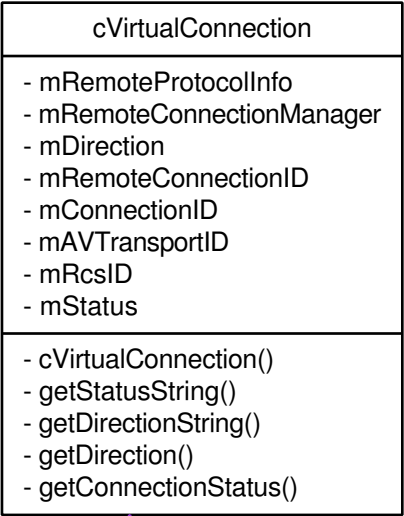 cVirtualConnection
- mRemoteProtocolInfo
- mRemoteConnectionManager
- mDirection
- mRemoteConnectionID
- mConnectionID
- mAVTransportID
- mRcsID
- mStatus
- cVirtualConnection()
- getStatusString()
- getDirectionString()
- getDirection()
- getConnectionStatus()